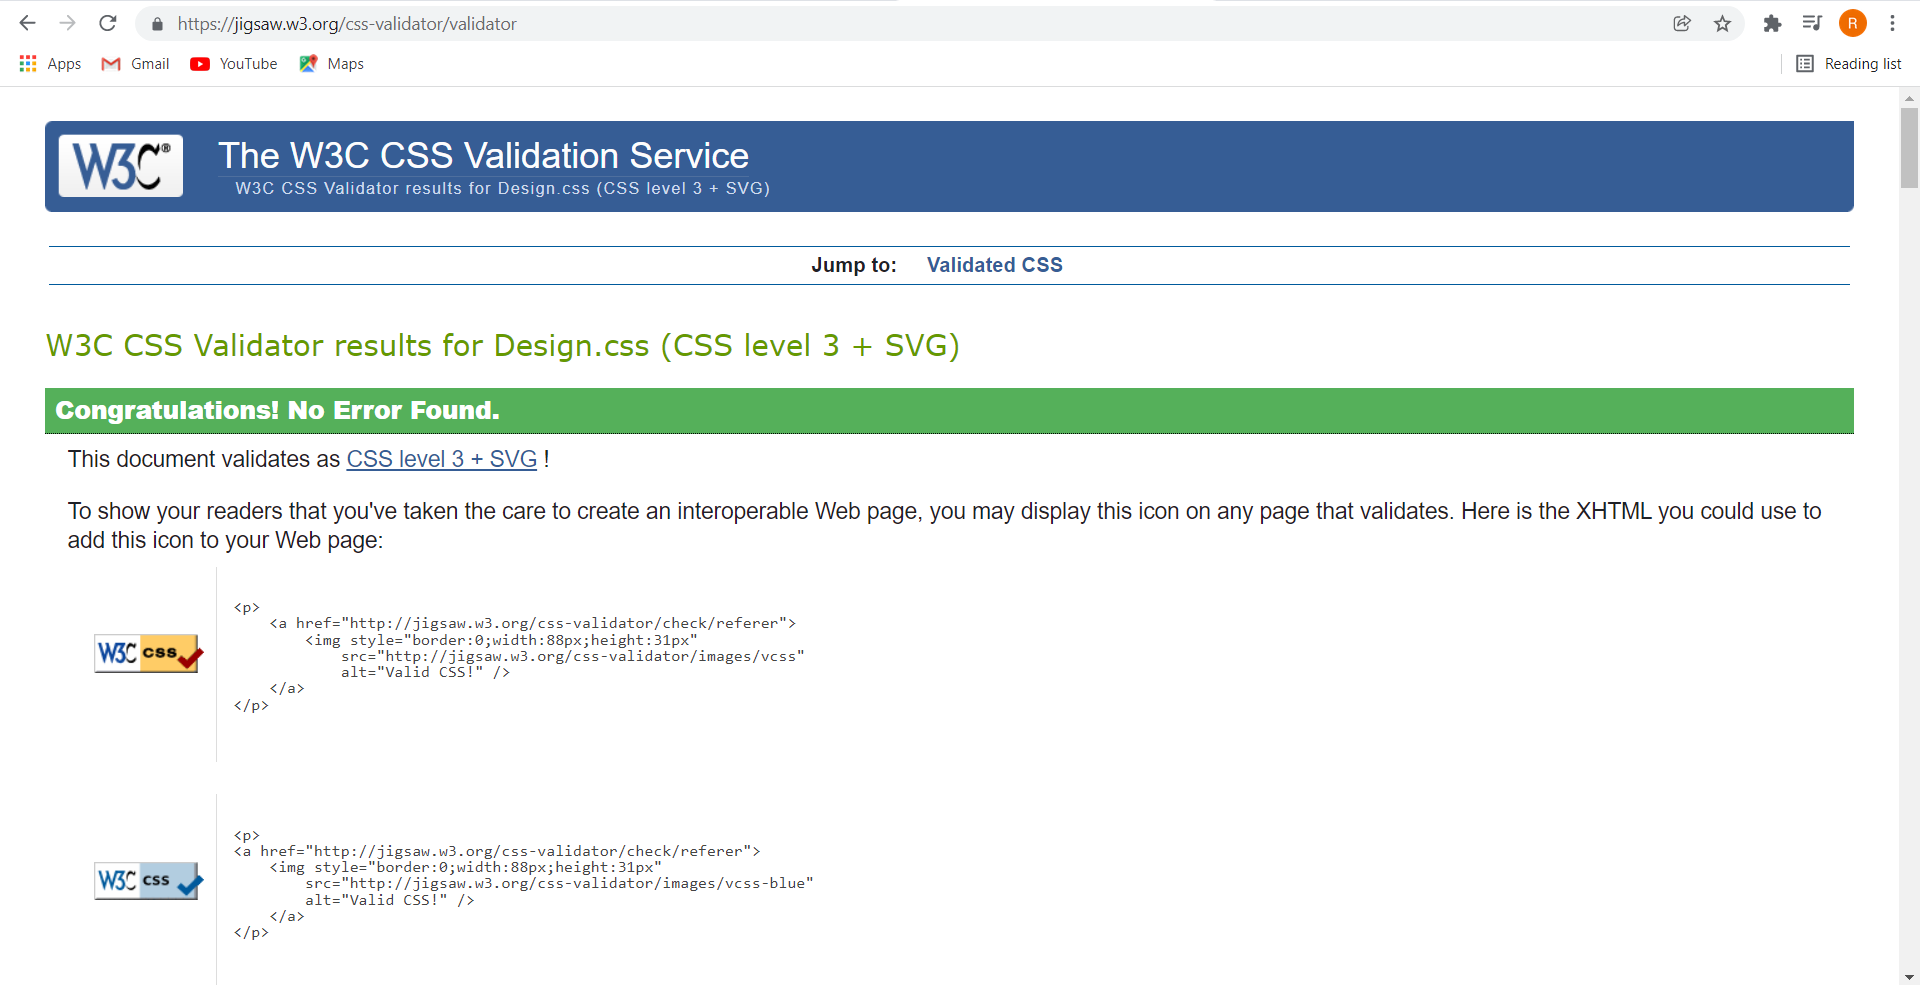 https://jigsaw.w3.org/css-validator/validator
R
Apps Gmail YouTube Maps Reading list
W3C® The W3C CSS Validation Service
W3C CSS Validator results for Design.css (CSS level 3 + SVG)
Jump to: Validated CSS
W3C CSS Validator results for Design.css (CSS level 3 + SVG)
Congratulations! No Error Found.
This document validates as CSS level 3 + SVG !
To show your readers that you've taken the care to create an interoperable Web page, you may display this icon on any page that validates. Here is the XHTML you could use to
add this icon to your Web page:
<p>
    <a href="http://jigsaw.w3.org/css-validator/check/referer">
        <img style="border:0;width:88px;height:31px"
W3C css
            src="http://jigsaw.w3.org/css-validator/images/vcss"
            alt="Valid CSS!" />
    </a>
</p>
<p>
<a href="http://jigsaw.w3.org/css-validator/check/referer">
    <img style="border:0;width:88px;height:31px"
W3C css
        src="http://jigsaw.w3.org/css-validator/images/vcss-blue"
        alt="Valid CSS!" />
    </a>
</p>